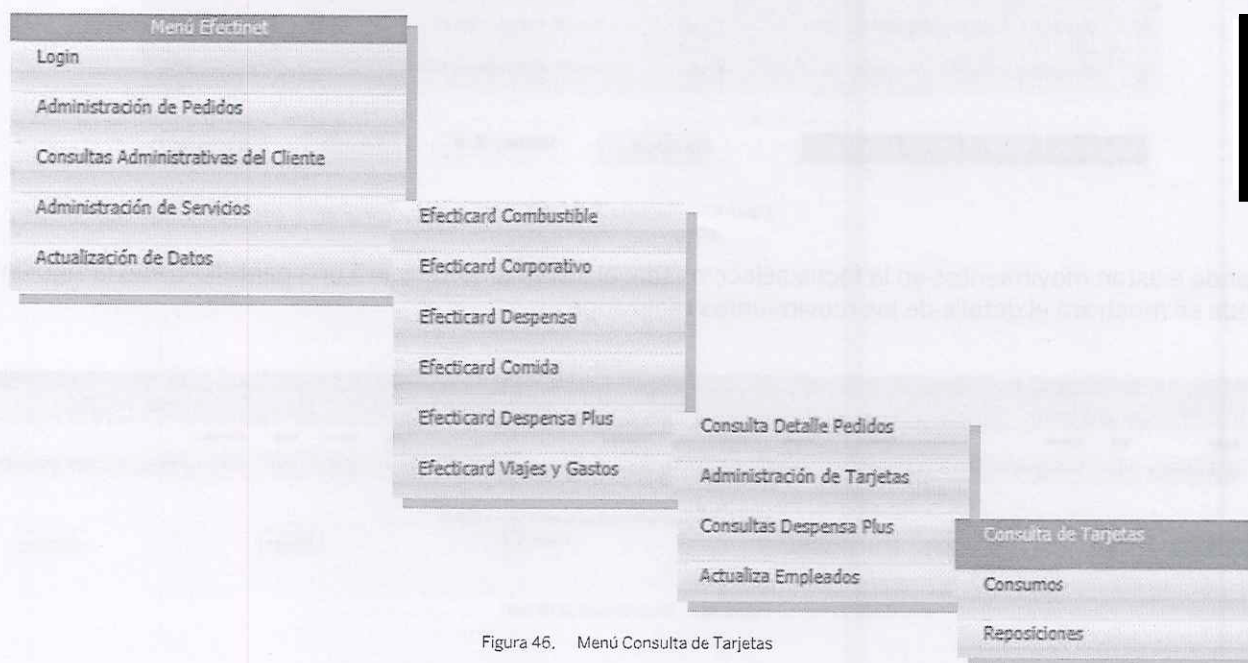 Menú Efectinet
Login
Administración de Pedidos
Consultas Administrativas del Cliente
Administración de Servicios
Actualización de Datos
Efecticard Combustible
Efecticard Corporativo
Efecticard Despensa
Efecticard Comida
Efecticard Despensa Plus
Efecticard Viajes y Gastos
Consulta Detalle Pedidos
Administración de Tarjetas
Consultas Despensa Plus
Actualiza Empleados
Consulta de Tarjetas
Consumos
Reposiciones
Figura 46. Menú Consulta de Tarjetas